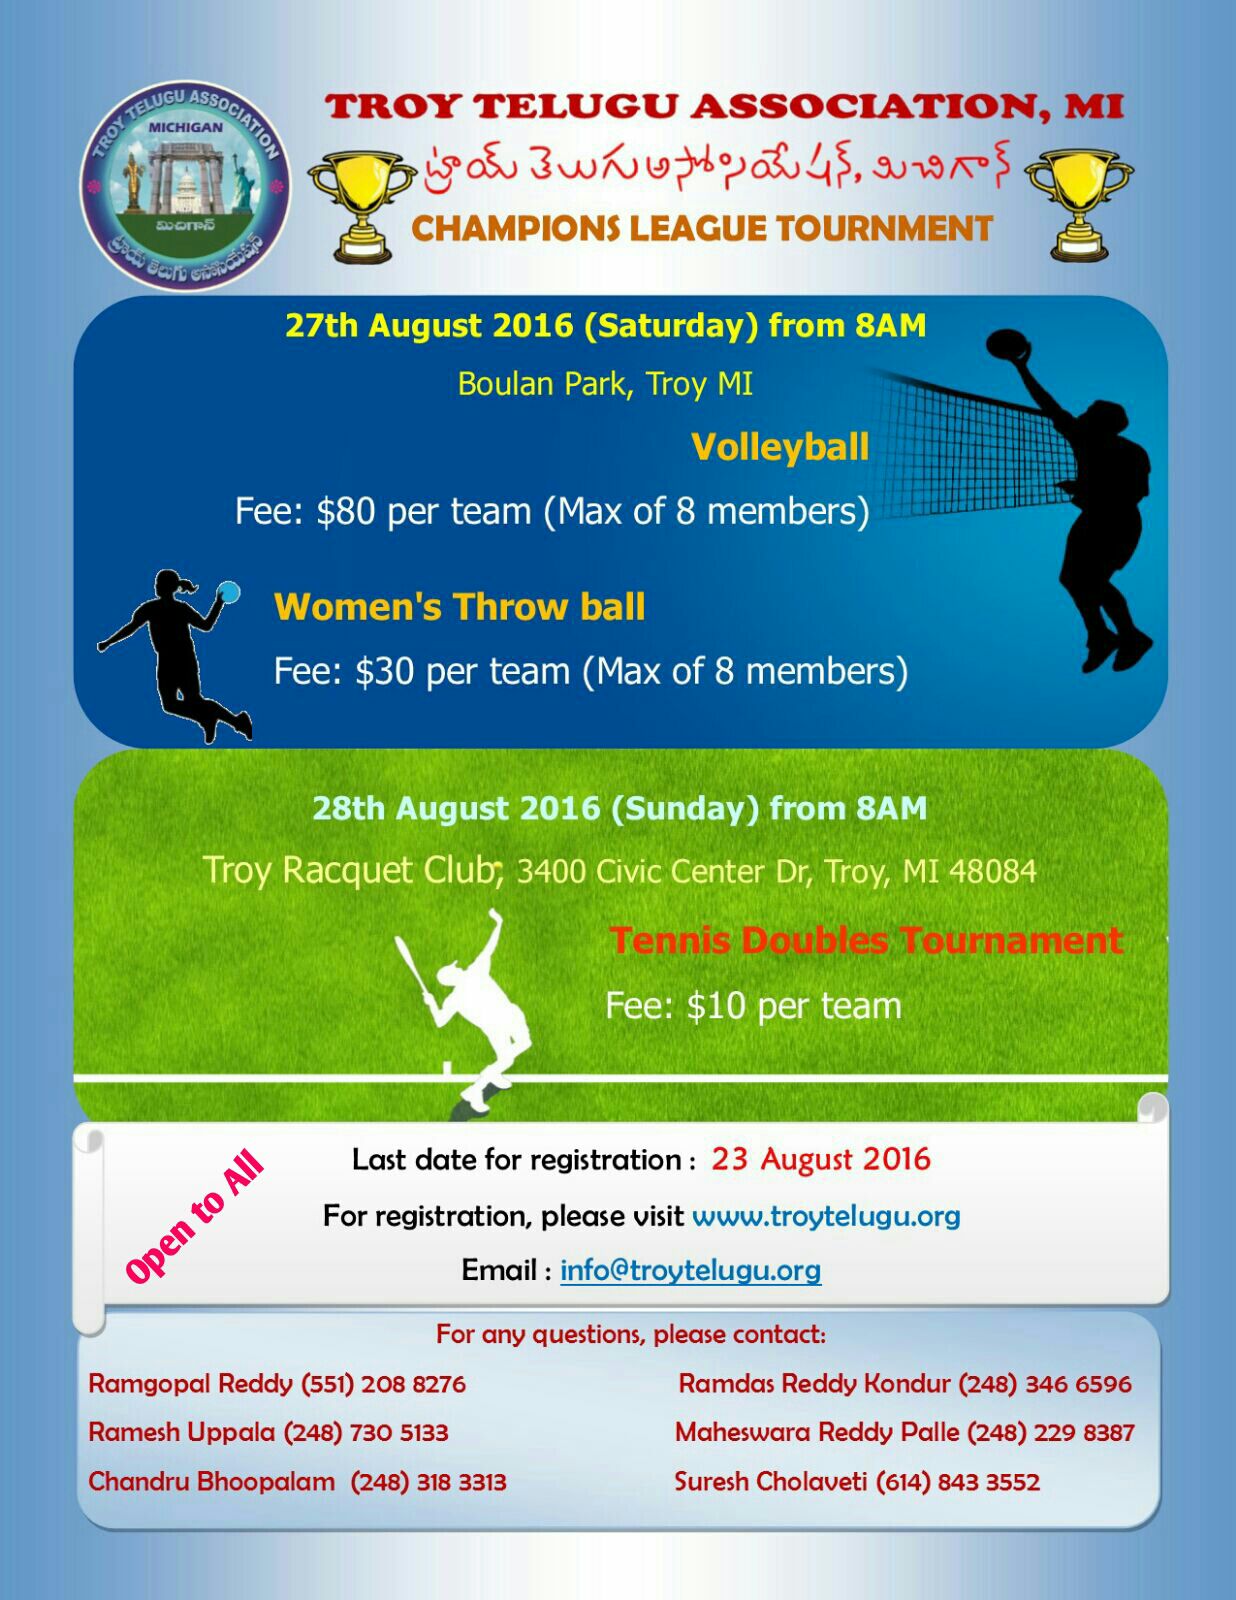 TROY TELUGU ASSOCIATION
MICHIGAN
మిచిగాన్
ట్రాయ్ తెలుగు అసోసియేషన్
TROY TELUGU ASSOCIATION, MI
ట్రాయ్ తెలుగు అసోసియేషన్, మిచిగాన్
CHAMPIONS LEAGUE TOURNMENT
27th August 2016 (Saturday) from 8AM
Boulan Park, Troy MI
Volleyball
Fee: $80 per team (Max of 8 members)
Women's Throw ball
Fee: $30 per team (Max of 8 members)
28th August 2016 (Sunday) from 8AM
Troy Racquet Club, 3400 Civic Center Dr, Troy, MI 48084
Tennis Doubles Tournament
Fee: $10 per team
Open to All
Last date for registration : 23 August 2016
For registration, please visit www.troytelugu.org
Email : info@troytelugu.org
For any questions, please contact:
Ramgopal Reddy (551) 208 8276
Ramdas Reddy Kondur (248) 346 6596
Ramesh Uppala (248) 730 5133
Maheswara Reddy Palle (248) 229 8387
Chandru Bhoopalam (248) 318 3313
Suresh Cholaveti (614) 843 3552